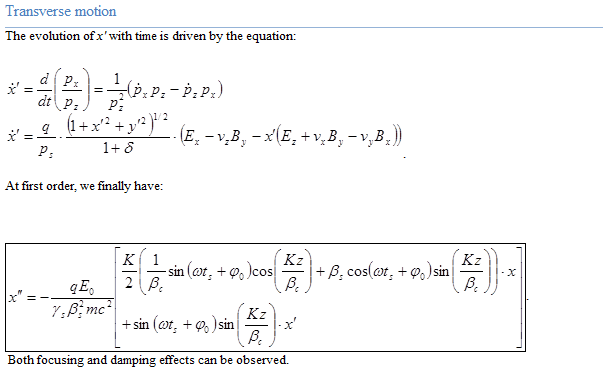 Transverse motion
The evolution of x' with time is driven by the equation:
ẋ' = d/dt (p_x / p_z) = 1/p_z² (ṗ_x p_z − ṗ_z p_x)
ẋ' = q/p_s · (1 + x'² + y'²)^{1/2} / (1 + δ) · (E_x − v_z B_y − x'(E_z + v_x B_y − v_y B_x)) .
At first order, we finally have:
x'' = − qE_0 / (γ_s β_s² mc²) [ K/2 ( 1/β_c sin(ωt_s + φ_0) cos(Kz/β_c) + β_s cos(ωt_s + φ_0) sin(Kz/β_c) ) · x
+ sin(ωt_s + φ_0) sin(Kz/β_c) · x' ]
Both focusing and damping effects can be observed.